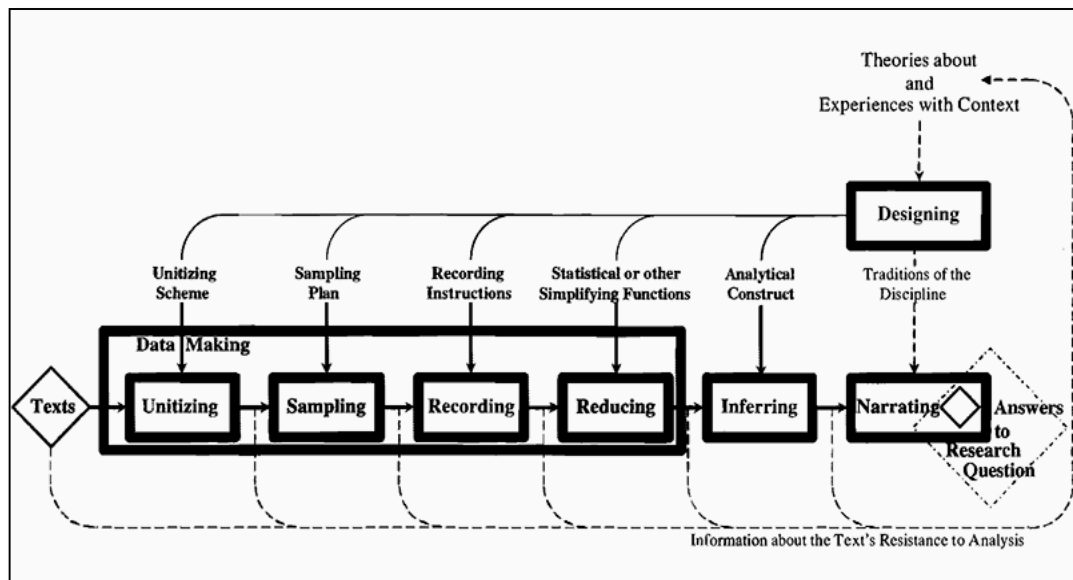 Theories about
and
Experiences with Context
Designing
Unitizing
Scheme
Sampling
Plan
Recording
Instructions
Statistical or other
Simplifying Functions
Analytical
Construct
Traditions of the
Discipline
Data Making
Texts
Unitizing
Sampling
Recording
Reducing
Inferring
Narrating
Answers
to
Research
Question
Information about the Text's Resistance to Analysis